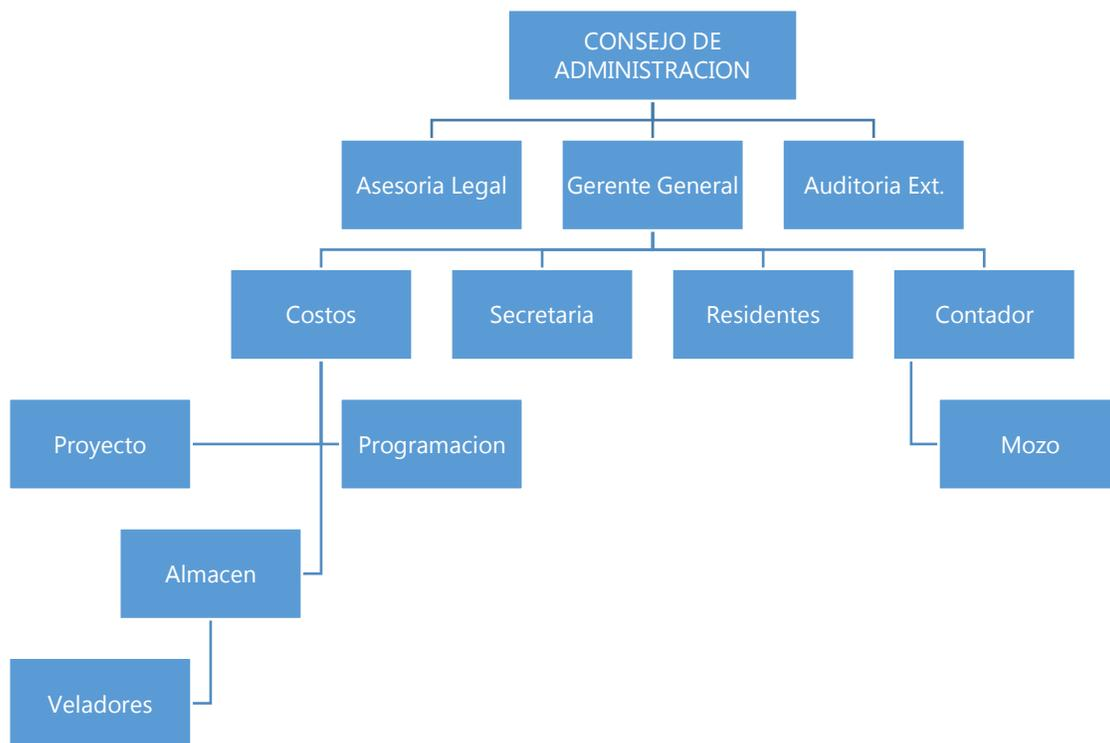 CONSEJO DE
ADMINISTRACION
Asesoria Legal
Gerente General
Auditoria Ext.
Costos
Secretaria
Residentes
Contador
Proyecto
Programacion
Mozo
Almacen
Veladores